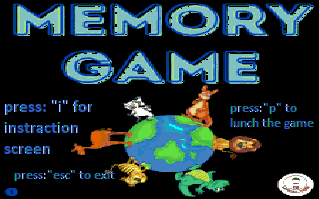 MEMORY
GAME
press: "i" for
instraction
screen
press:"p" to
lunch the game
press:"esc" to exit